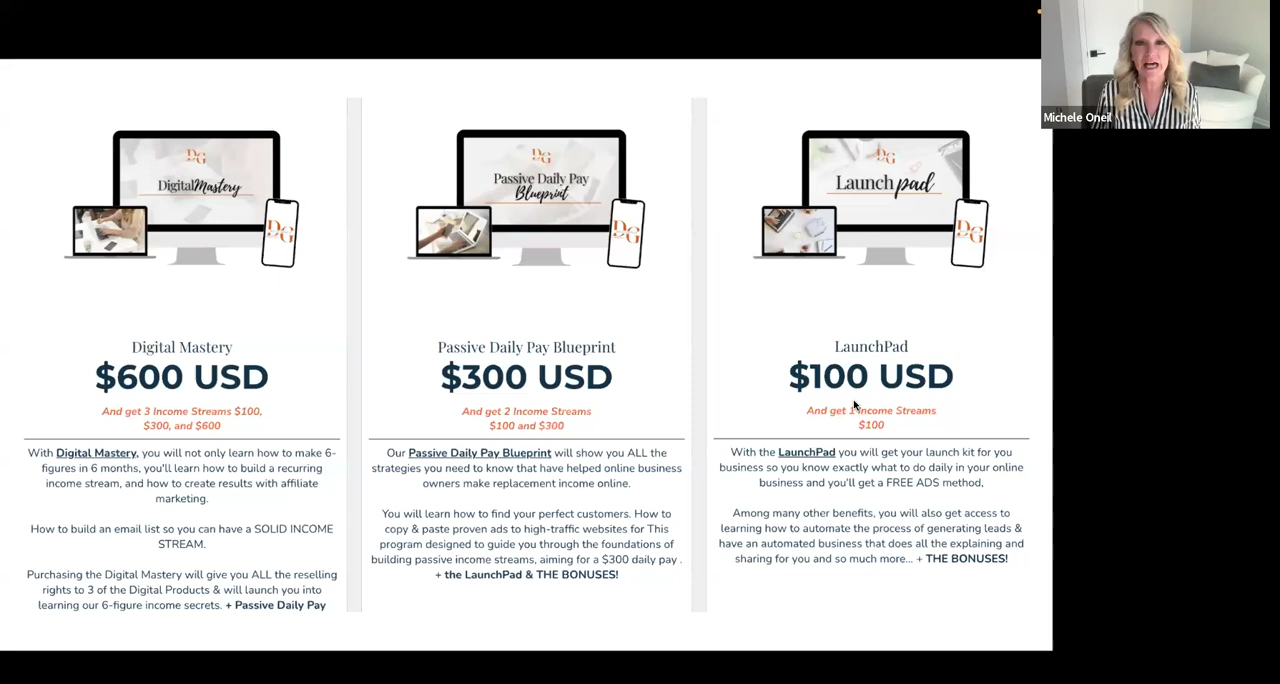 Michele Oneil
DG
DigitalMastery
DG
Digital Mastery
$600 USD
And get 3 Income Streams $100,
$300, and $600
With Digital Mastery, you will not only learn how to make 6-
figures in 6 months, you'll learn how to build a recurring
income stream, and how to create results with affiliate
marketing.
How to build an email list so you can have a SOLID INCOME
STREAM.
Purchasing the Digital Mastery will give you ALL the reselling
rights to 3 of the Digital Products & will launch you into
learning our 6-figure income secrets. + Passive Daily Pay
DG
Passive Daily Pay
Blueprint
DG
Passive Daily Pay Blueprint
$300 USD
And get 2 Income Streams
$100 and $300
Our Passive Daily Pay Blueprint will show you ALL the
strategies you need to know that have helped online business
owners make replacement income online.
You will learn how to find your perfect customers. How to
copy & paste proven ads to high-traffic websites for This
program designed to guide you through the foundations of
building passive income streams, aiming for a $300 daily pay .
+ the LaunchPad & THE BONUSES!
DG
Launch pad
DG
LaunchPad
$100 USD
And get 1 Income Streams
$100
With the LaunchPad you will get your launch kit for you
business so you know exactly what to do daily in your online
business and you'll get a FREE ADS method,
Among many other benefits, you will also get access to
learning how to automate the process of generating leads &
have an automated business that does all the explaining and
sharing for you and so much more... + THE BONUSES!